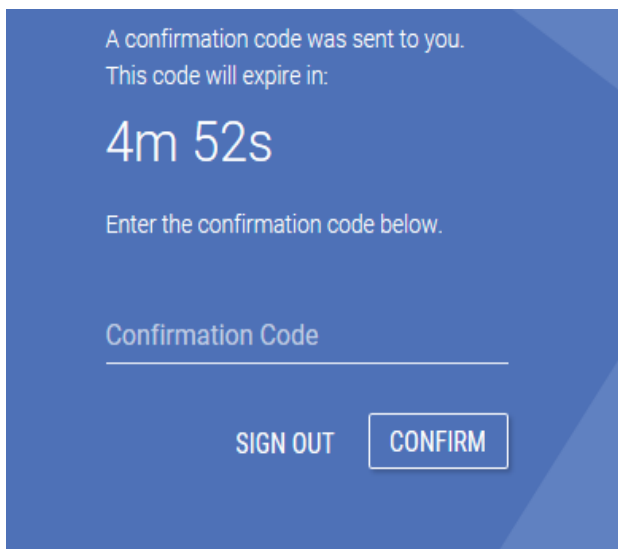 A confirmation code was sent to you.
This code will expire in:
4m 52s
Enter the confirmation code below.
Confirmation Code
SIGN OUT CONFIRM